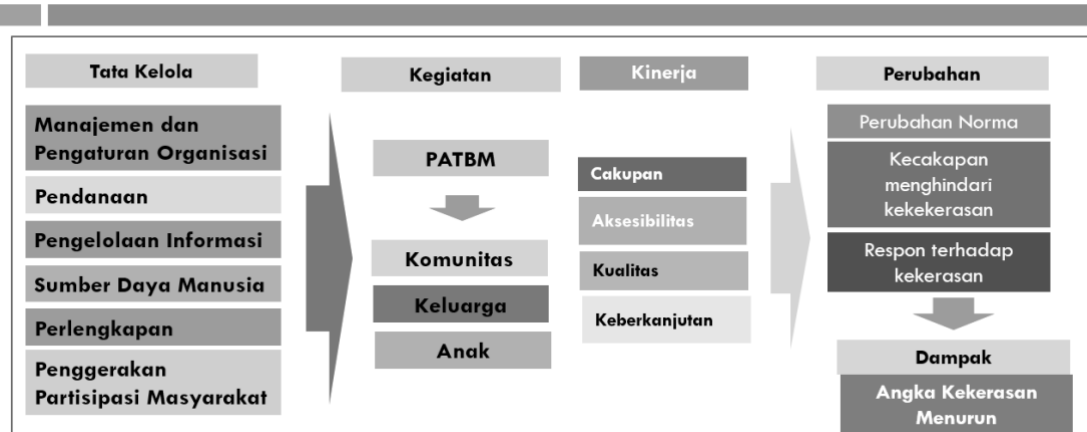 Tata Kelola
Manajemen dan
Pengaturan Organisasi
Pendanaan
Pengelolaan Informasi
Sumber Daya Manusia
Perlengkapan
Penggerakan
Partisipasi Masyarakat
Kegiatan
PATBM
Komunitas
Keluarga
Anak
Kinerja
Cakupan
Aksesibilitas
Kualitas
Keberkanjutan
Perubahan
Perubahan Norma
Kecakapan
menghindari
kekekerasan
Respon terhadap
kekerasan
Dampak
Angka Kekerasan
Menurun